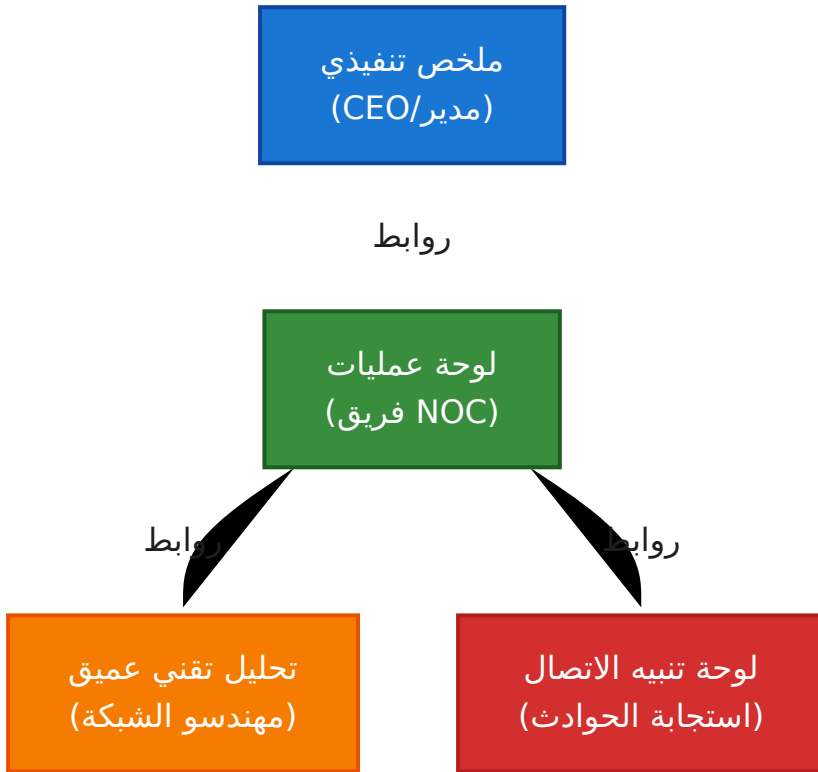 ملخص تنفيذي
(مدير/CEO)
روابط
لوحة عمليات
(فريق NOC)
روابط
روابط
تحليل تقني عميق
(مهندسو الشبكة)
لوحة تنبيه الاتصال
(استجابة الحوادث)